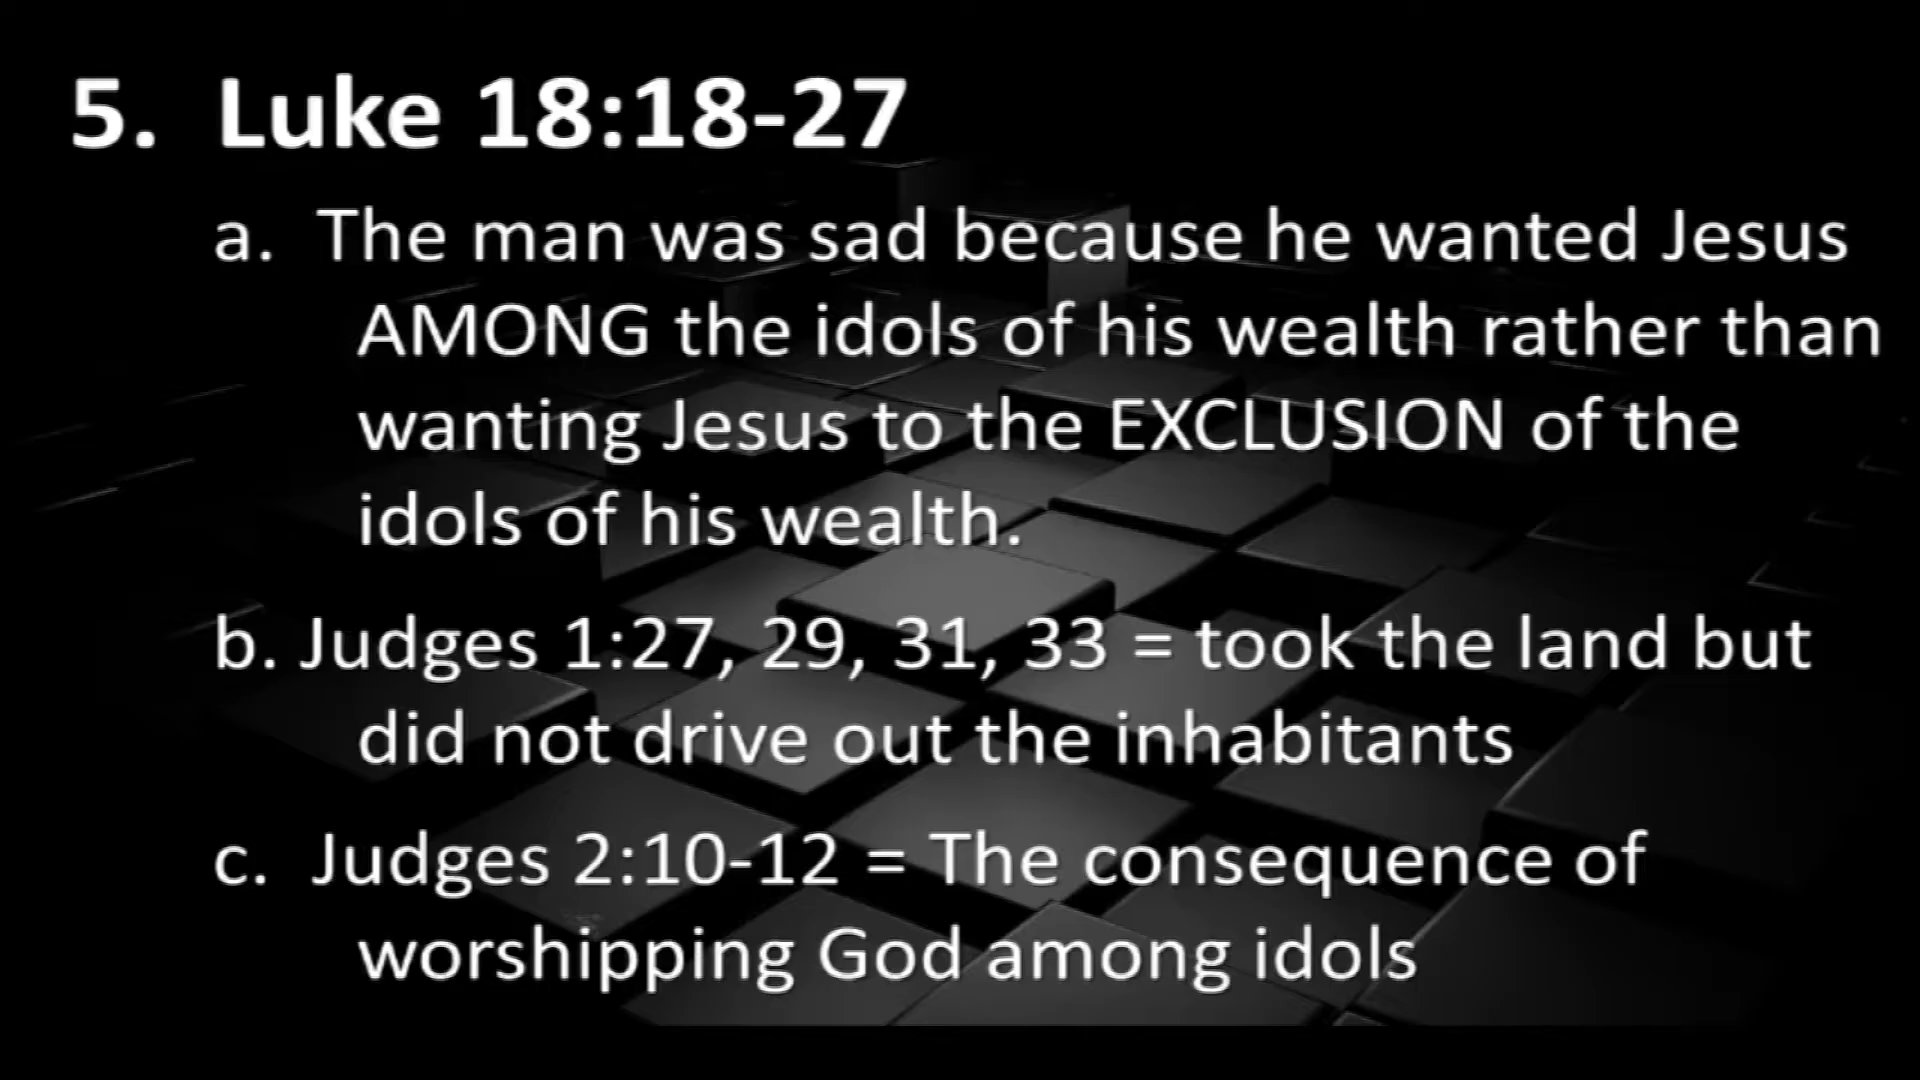 5. Luke 18:18-27
a. The man was sad because he wanted Jesus
AMONG the idols of his wealth rather than
wanting Jesus to the EXCLUSION of the
idols of his wealth.
b. Judges 1:27, 29, 31, 33 = took the land but
did not drive out the inhabitants
c. Judges 2:10-12 = The consequence of
worshipping God among idols